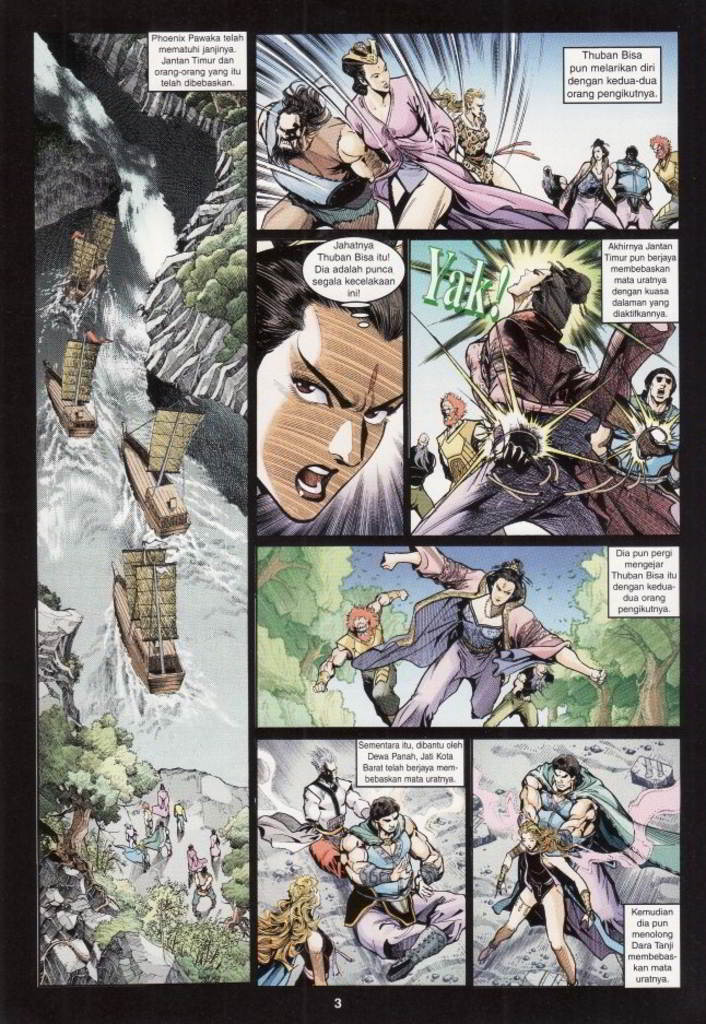 Phoenix Pawaka telah
mematuhi janjinya.
Jantan Timur dan
orang-orang yang itu
telah dibebaskan.
Thuban Bisa
pun melarikan diri
dengan kedua-dua
orang pengikutnya.
Jahatnya
Thuban Bisa itu!
Dia adalah punca
segala kecelakaan
ini!
Yak!
Akhirnya Jantan
Timur pun berjaya
membebaskan
mata uratnya
dengan kuasa
dalaman yang
diaktifkannya.
Dia pun pergi
mengejar
Thuban Bisa itu
dengan kedua-
dua orang
pengikutnya.
Sementara itu, dibantu oleh
Dewa Panah, Jati Kota
Barat telah berjaya mem-
bebaskan mata uratnya.
Kemudian
dia pun
menolong
Dara Tanji
membebas-
kan mata
uratnya.
3